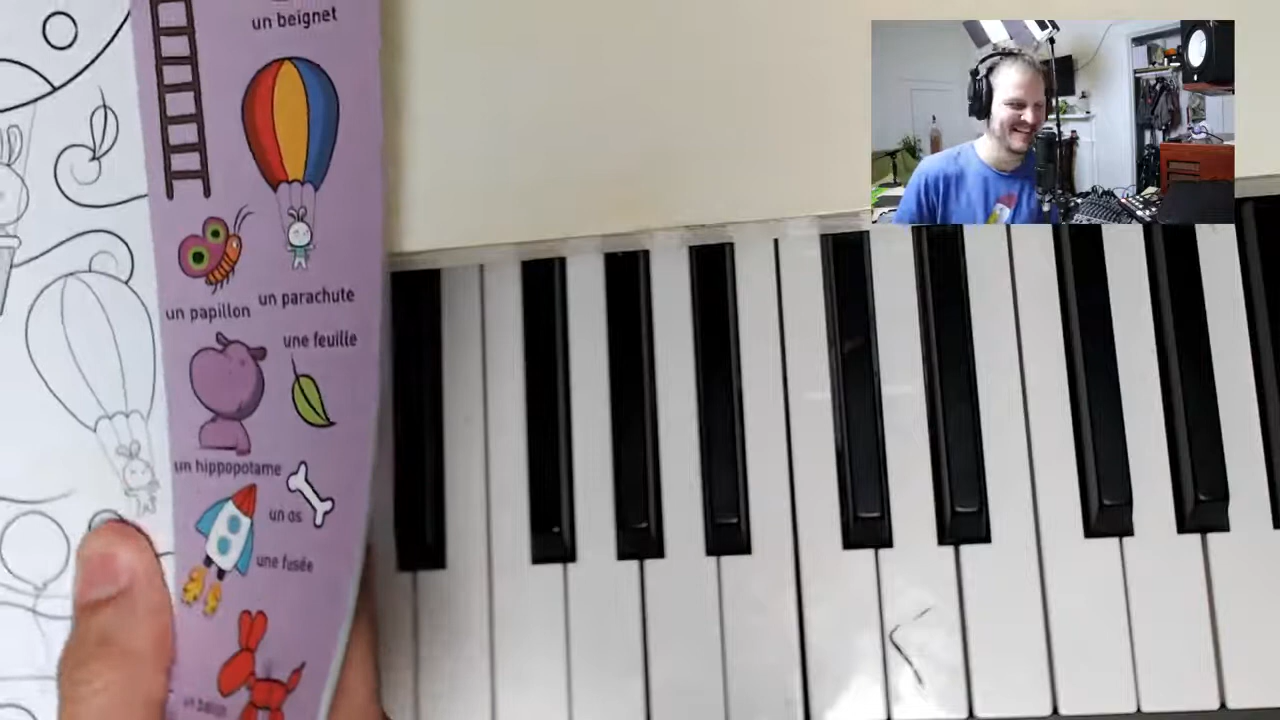 un beignet
un parachute
un papillon
une feuille
un hippopotame
un os
une fusée